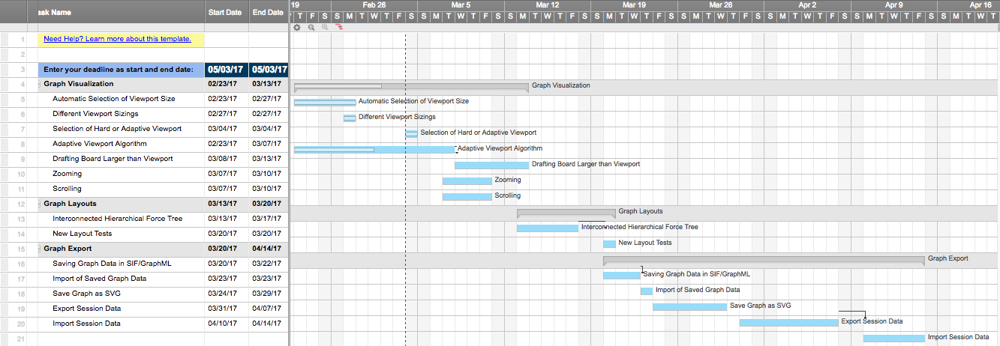 ask Name Start Date End Date 19 Feb 26 Mar 5 Mar 12 Mar 19 Mar 26 Apr 2 Apr 9 Apr 16
T F S S M T W T F S S M T W T F S S M T W T F S S M T W T F S S M T W T F S S M T W T F S S M T W T F S S M T W T
1 Need Help? Learn more about this template.
2
3 Enter your deadline as start and end date: 05/03/17 05/03/17
4 Graph Visualization 02/23/17 03/13/17 Graph Visualization
5 Automatic Selection of Viewport Size 02/23/17 02/27/17 Automatic Selection of Viewport Size
6 Different Viewport Sizings 02/27/17 02/27/17 Different Viewport Sizings
7 Selection of Hard or Adaptive Viewport 03/04/17 03/04/17 Selection of Hard or Adaptive Viewport
8 Adaptive Viewport Algorithm 02/23/17 03/07/17 Adaptive Viewport Algorithm
9 Drafting Board Larger than Viewport 03/08/17 03/13/17 Drafting Board Larger than Viewport
10 Zooming 03/07/17 03/10/17 Zooming
11 Scrolling 03/07/17 03/10/17 Scrolling
12 Graph Layouts 03/13/17 03/20/17 Graph Layouts
13 Interconnected Hierarchical Force Tree 03/13/17 03/17/17 Interconnected Hierarchical Force Tree
14 New Layout Tests 03/20/17 03/20/17 New Layout Tests
15 Graph Export 03/20/17 04/14/17 Graph Export
16 Saving Graph Data in SIF/GraphML 03/20/17 03/22/17 Saving Graph Data in SIF/GraphML
17 Import of Saved Graph Data 03/23/17 03/23/17 Import of Saved Graph Data
18 Save Graph as SVG 03/24/17 03/29/17 Save Graph as SVG
19 Export Session Data 03/31/17 04/07/17 Export Session Data
20 Import Session Data 04/10/17 04/14/17 Import Session Data
21